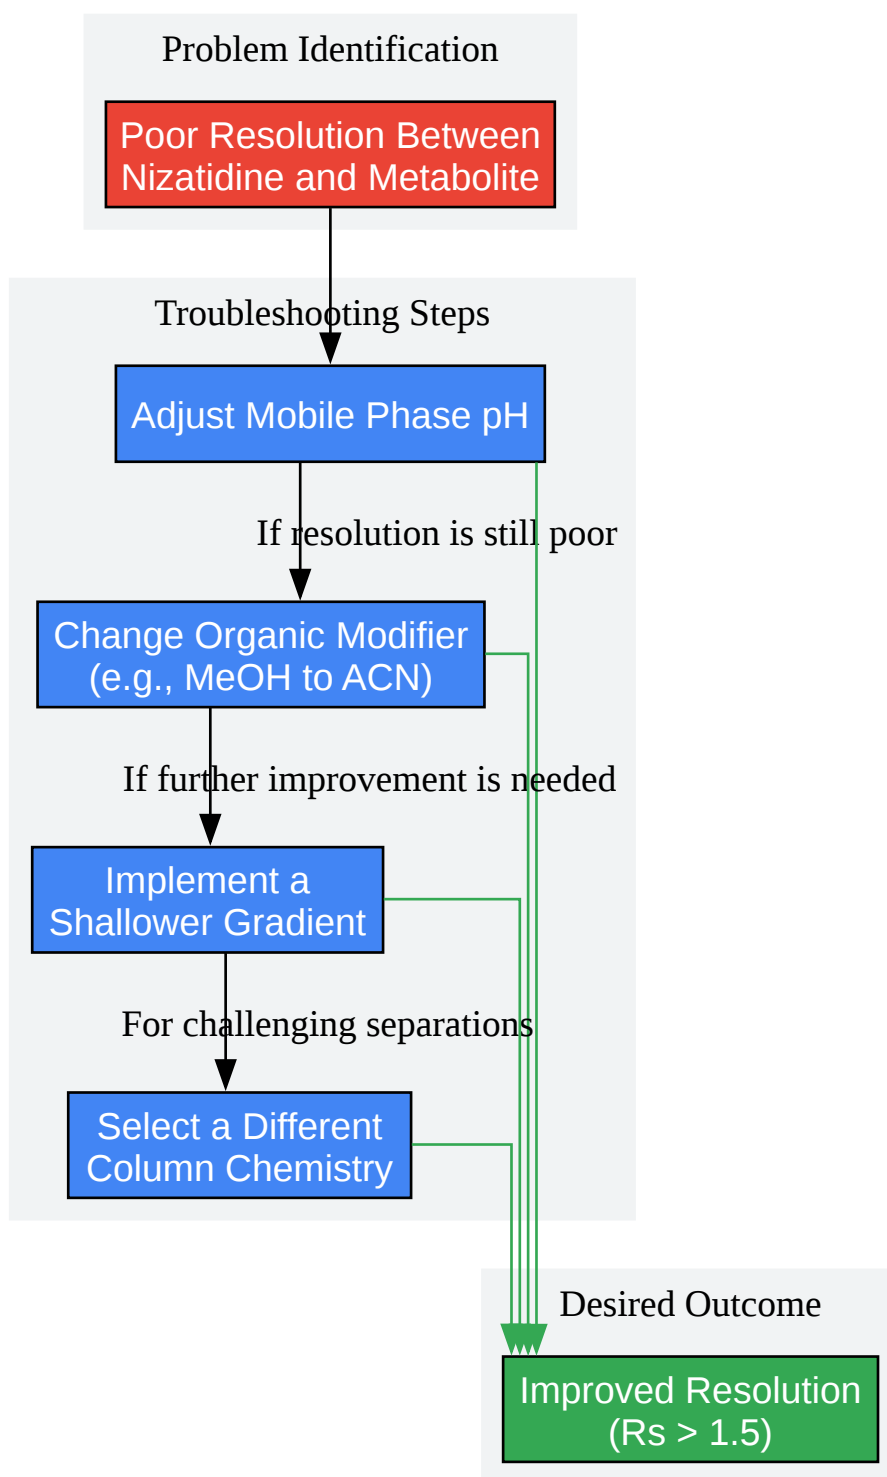 Problem Identification
Poor Resolution Between
Nizatidine and Metabolite
Troubleshooting Steps
Adjust Mobile Phase pH
If resolution is still poor
Change Organic Modifier
(e.g., MeOH to ACN)
If further improvement is needed
Implement a
Shallower Gradient
For challenging separations
Select a Different
Column Chemistry
Desired Outcome
Improved Resolution
(Rs > 1.5)